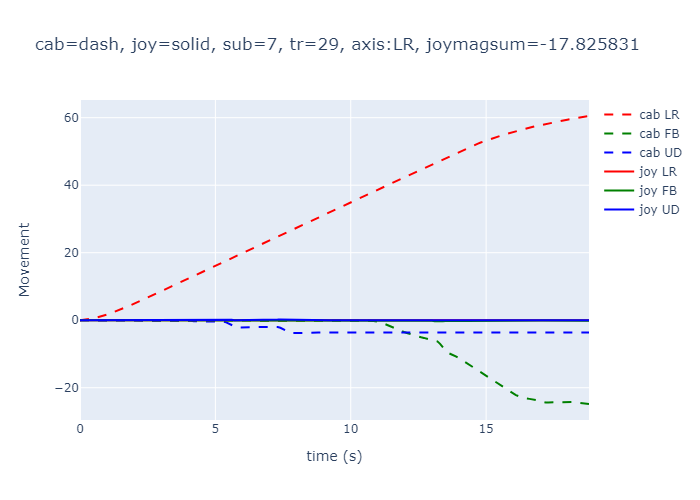 cab=dash, joy=solid, sub=7, tr=29, axis:LR, joymagsum=-17.825831
cab LR
cab FB
cab UD
joy LR
joy FB
joy UD
Movement
60
40
20
0
−20
0 5 10 15
time (s)